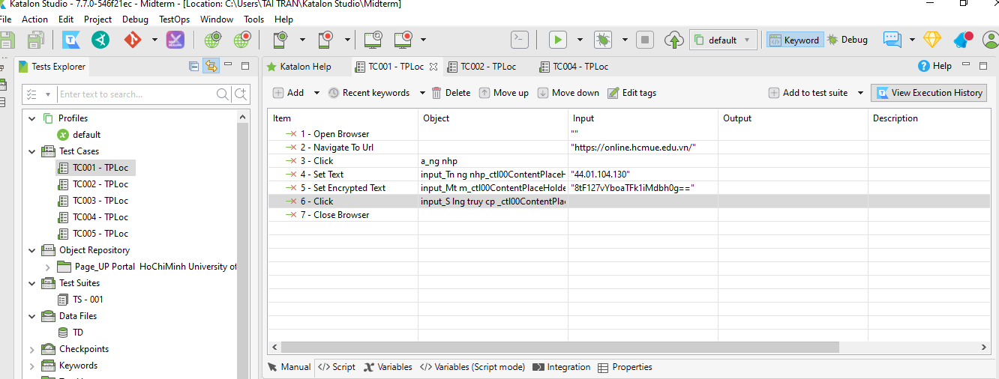 Katalon Studio - 7.7.0-546f21ec - Midterm - [Location: C:\Users\TAI TRAN\Katalon Studio\Midterm]
File Action Edit Project Debug TestOps Window Tools Help
default Keyword Debug
Tests Explorer
Enter text to search...
Profiles
default
Test Cases
TC001 - TPLoc
TC002 - TPLoc
TC003 - TPLoc
TC004 - TPLoc
TC005 - TPLoc
Object Repository
Page_UP Portal HoChiMinh University of
Test Suites
TS - 001
Data Files
TD
Checkpoints
Keywords
Katalon Help TC001 - TPLoc TC002 - TPLoc TC004 - TPLoc Help
Add Recent keywords Delete Move up Move down Edit tags Add to test suite View Execution History
Item Object Input Output Description
1 - Open Browser ""
2 - Navigate To Url "https://online.hcmue.edu.vn/"
3 - Click a_ng nhp
4 - Set Text input_Tn ng nhp_ctl00ContentPlaceH "44.01.104.130"
5 - Set Encrypted Text input_Mt m_ctl00ContentPlaceHolde "8tF127vYboaTFk1iMdbh0g=="
6 - Click input_S lng truy cp _ctl00ContentPlac
7 - Close Browser
Manual Script Variables Variables (Script mode) Integration Properties